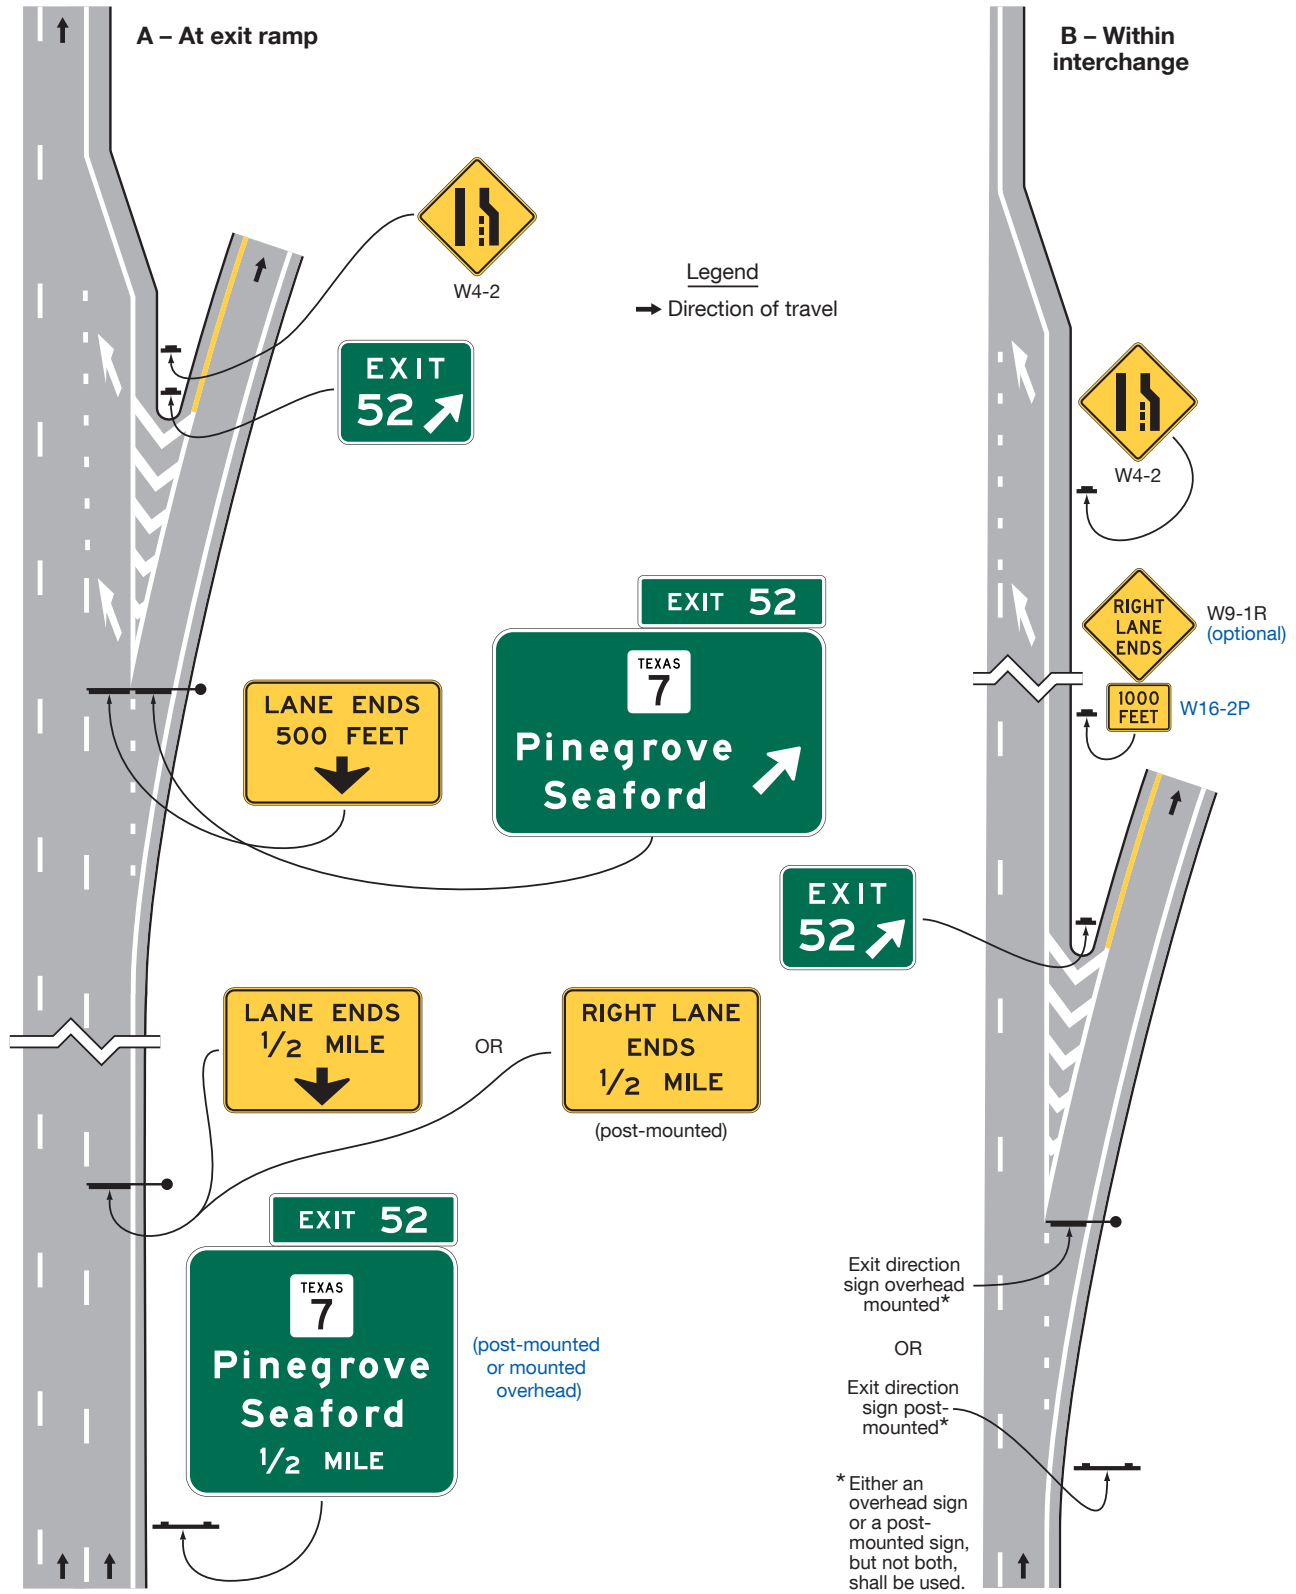 A – At exit ramp
W4-2
EXIT
52
Legend
Direction of travel
EXIT 52
TEXAS
7
Pinegrove
Seaford
LANE ENDS
500 FEET
LANE ENDS
1/2 MILE
OR
RIGHT LANE
ENDS
1/2 MILE
(post-mounted)
EXIT 52
TEXAS
7
Pinegrove
Seaford
1/2 MILE
(post-mounted
or mounted
overhead)
B – Within
interchange
W4-2
RIGHT
LANE
ENDS
W9-1R
(optional)
1000
FEET
W16-2P
EXIT
52
Exit direction
sign overhead
mounted*
OR
Exit direction
sign post-
mounted*
* Either an
overhead sign
or a post-
mounted sign,
but not both,
shall be used.